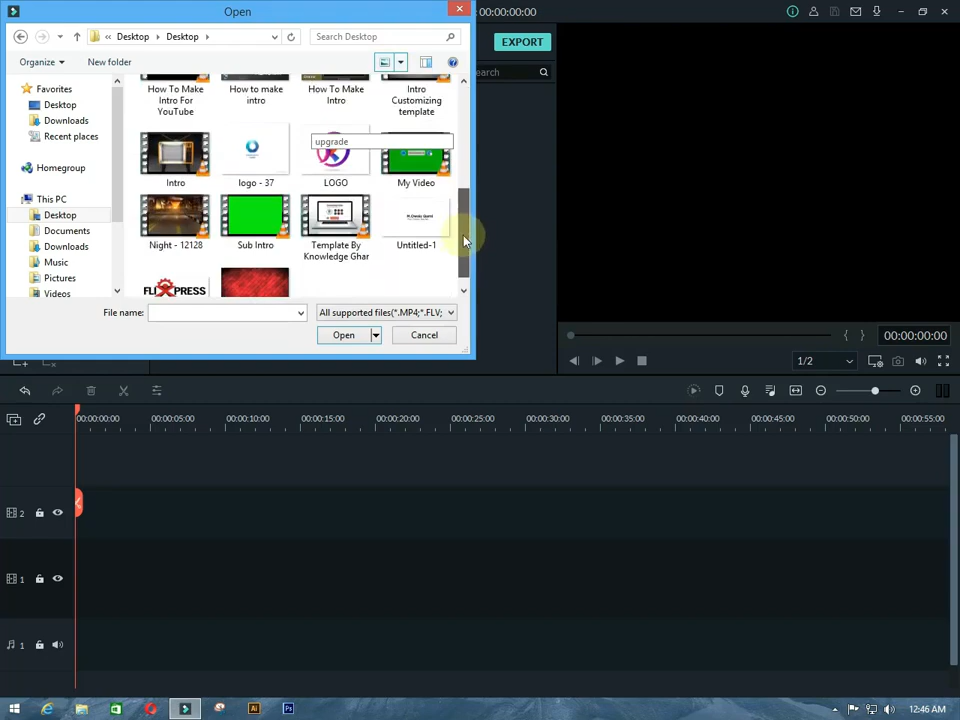 Open
00:00:00:00
Desktop
Desktop
Search Desktop
EXPORT
Organize
New folder
earch
Favorites
Desktop
Downloads
Recent places
Homegroup
This PC
Desktop
Documents
Downloads
Music
Pictures
Videos
How To Make
Intro For
YouTube
How to make
intro
How To Make
Intro
Intro
Customizing
template
upgrade
Intro
logo - 37
LOGO
My Video
Night - 12128
Sub Intro
Template By
Knowledge Ghar
Untitled-1
FLIXPRESS
File name:
All supported files(*.MP4;*.FLV;
Open
Cancel
00:00:00:00
1/2
00:00:00:00
00:00:05:00
00:00:10:00
00:00:15:00
00:00:20:00
00:00:25:00
00:00:30:00
00:00:35:00
00:00:40:00
00:00:45:00
00:00:50:00
00:00:55:00
2
1
1
Ai
Ps
12:46 AM